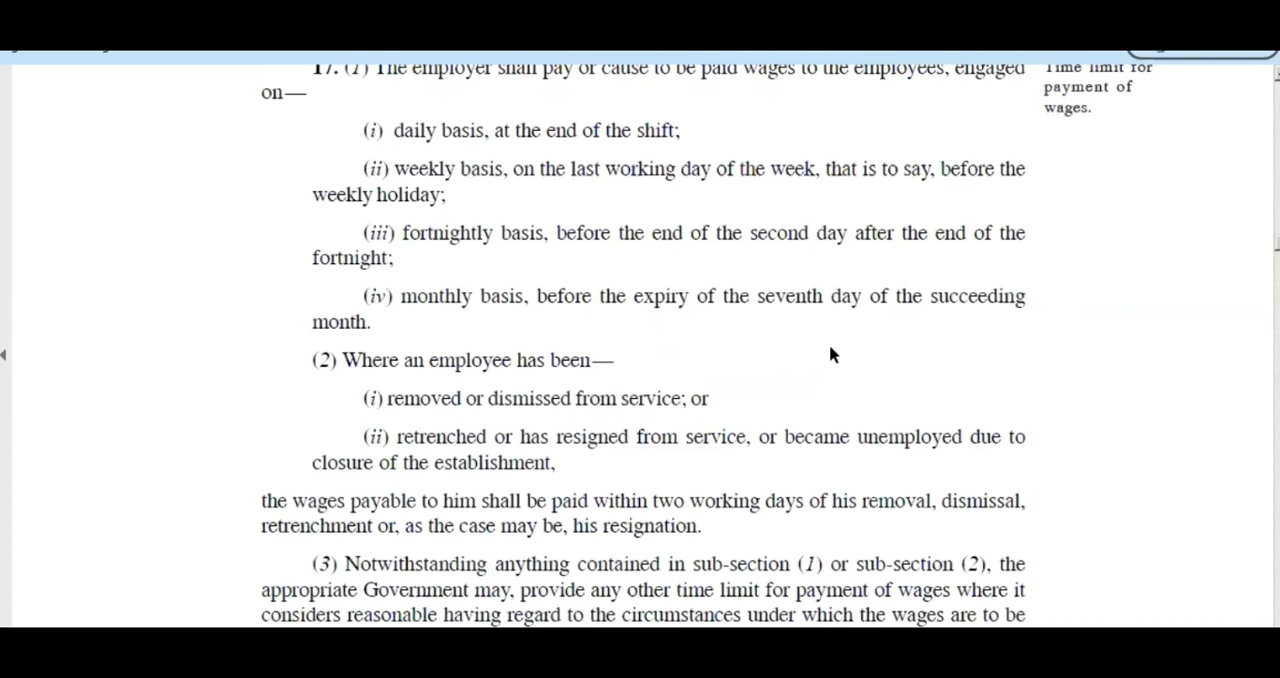 17. (1) The employer shall pay or cause to be paid wages to the employees, engaged
on—
Time limit for
payment of
wages.
(i) daily basis, at the end of the shift;
(ii) weekly basis, on the last working day of the week, that is to say, before the
weekly holiday;
(iii) fortnightly basis, before the end of the second day after the end of the
fortnight;
(iv) monthly basis, before the expiry of the seventh day of the succeeding
month.
(2) Where an employee has been—
(i) removed or dismissed from service; or
(ii) retrenched or has resigned from service, or became unemployed due to
closure of the establishment,
the wages payable to him shall be paid within two working days of his removal, dismissal,
retrenchment or, as the case may be, his resignation.
(3) Notwithstanding anything contained in sub-section (1) or sub-section (2), the
appropriate Government may, provide any other time limit for payment of wages where it
considers reasonable having regard to the circumstances under which the wages are to be